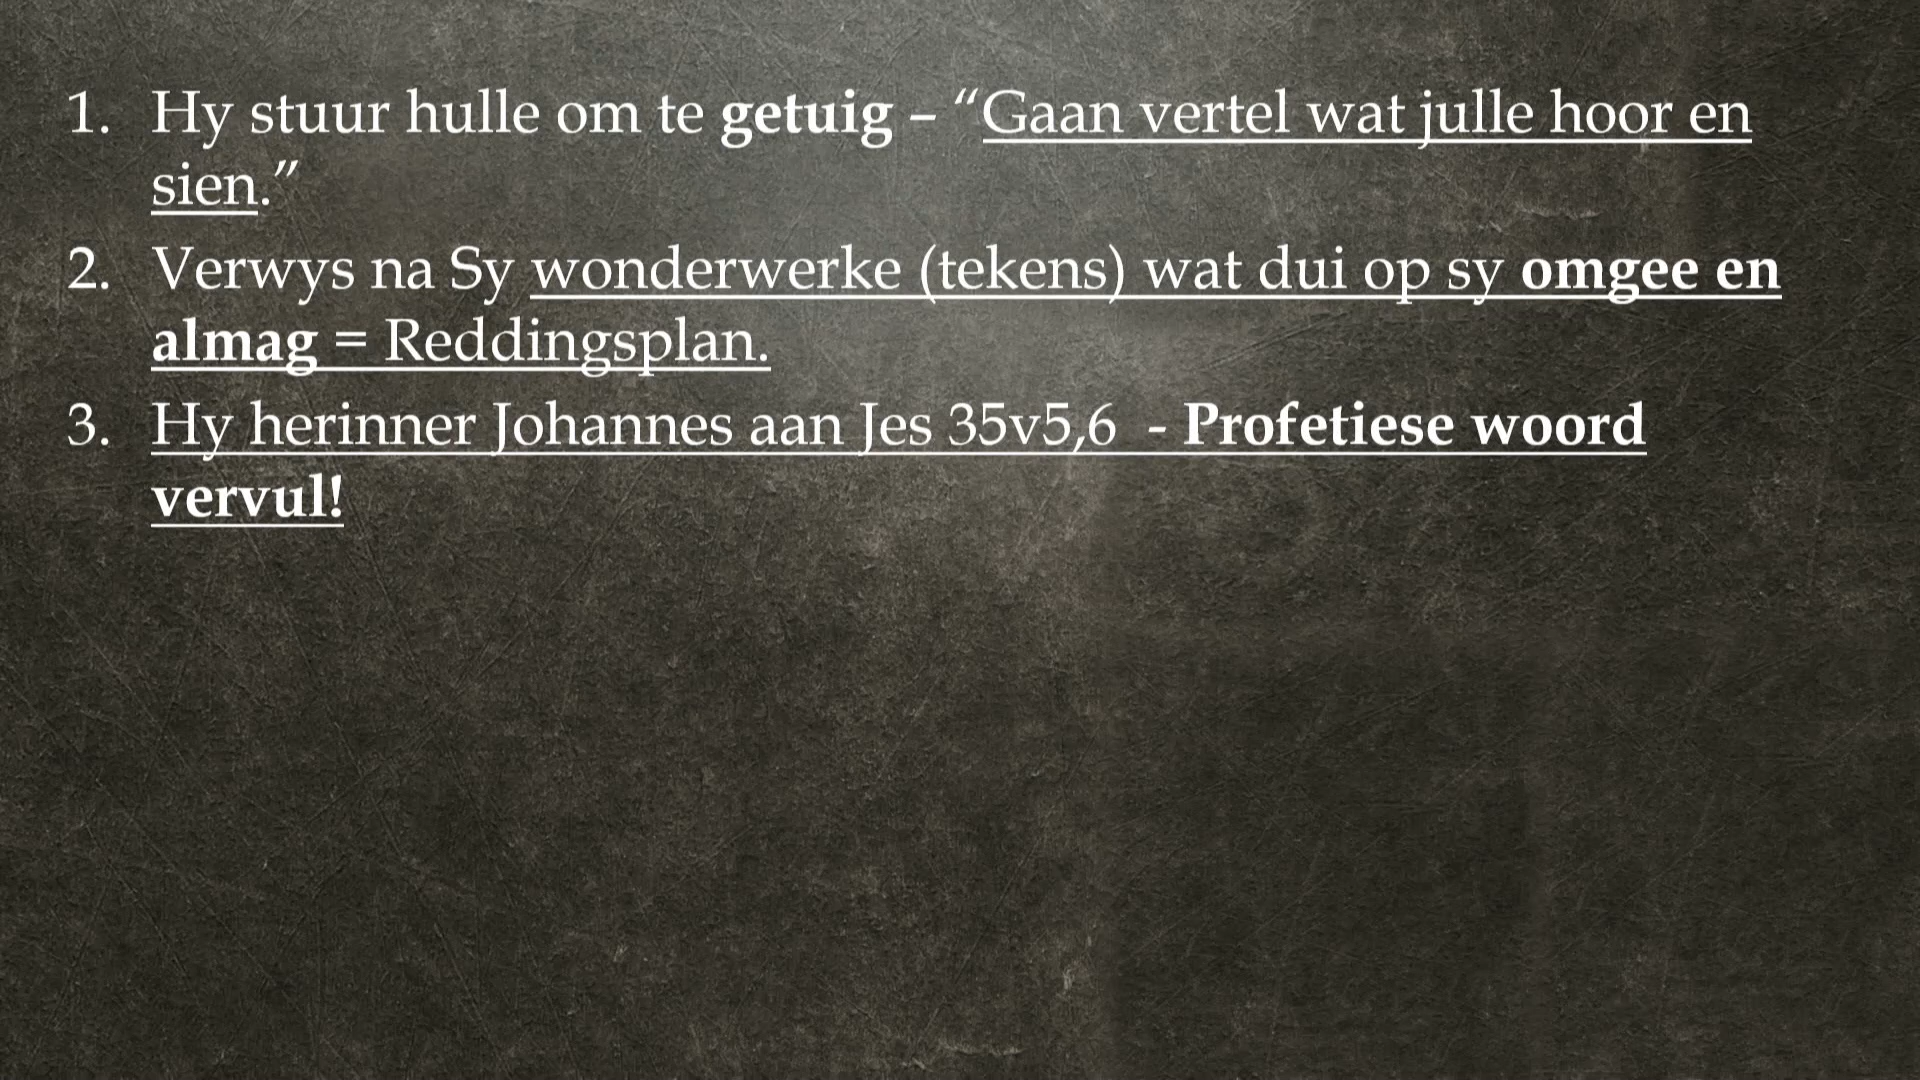 1. Hy stuur hulle om te getuig – “Gaan vertel wat julle hoor en
sien.”
2. Verwys na Sy wonderwerke (tekens) wat dui op sy omgee en
almag = Reddingsplan.
3. Hy herinner Johannes aan Jes 35v5,6 - Profetiese woord
vervul!